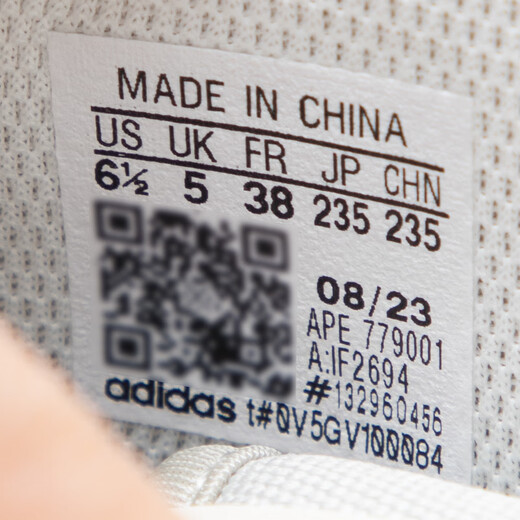 MADE IN CHINA
US UK FR JP CHN
6½ 5 38 235 235
08/23
APE 779001
A:IF2694
#132960456
adidas t#QV5GV100084